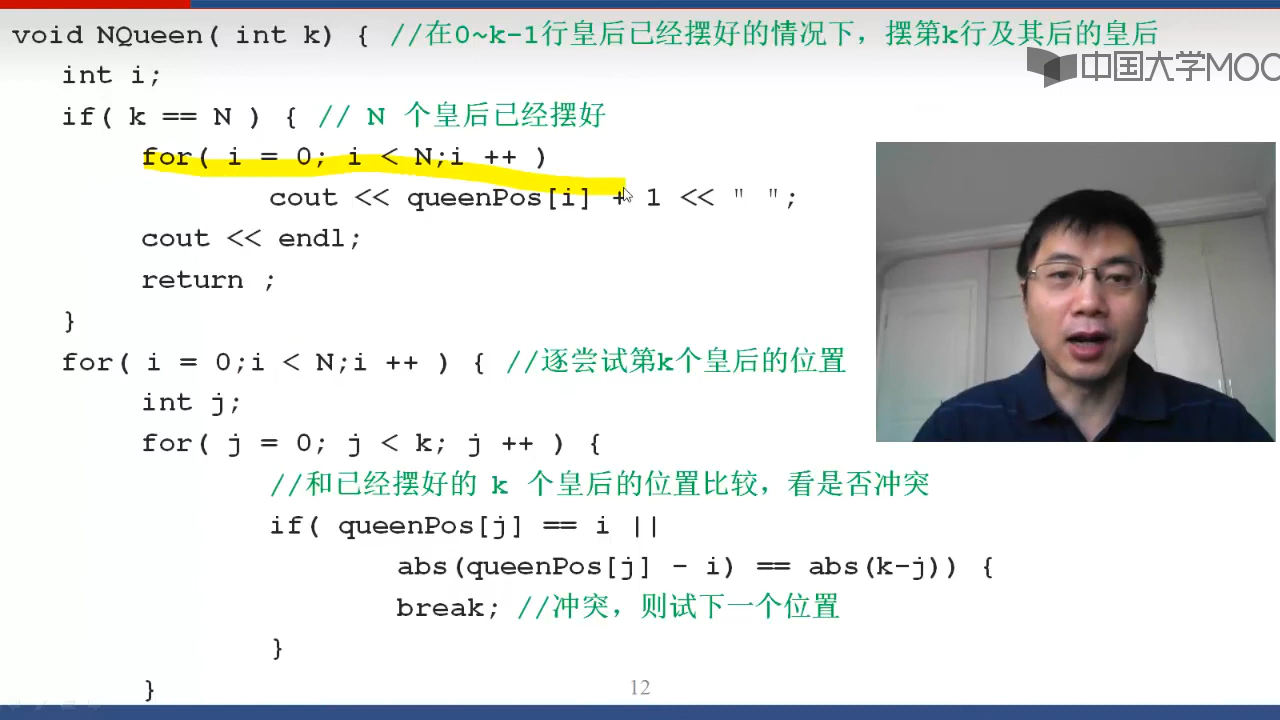 void NQueen( int k) { //在0~k-1行皇后已经摆好的情况下，摆第k行及其后的皇后
int i;
中国大学MOO
if( k == N ) { // N 个皇后已经摆好
for( i = 0; i < N;i ++ )
cout << queenPos[i] + 1 << " ";
cout << endl;
return ;
}
for( i = 0;i < N;i ++ ) { //逐尝试第k个皇后的位置
int j;
for( j = 0; j < k; j ++ ) {
//和已经摆好的 k 个皇后的位置比较，看是否冲突
if( queenPos[j] == i ||
abs(queenPos[j] - i) == abs(k-j)) {
break; //冲突，则试下一个位置
}
}
12